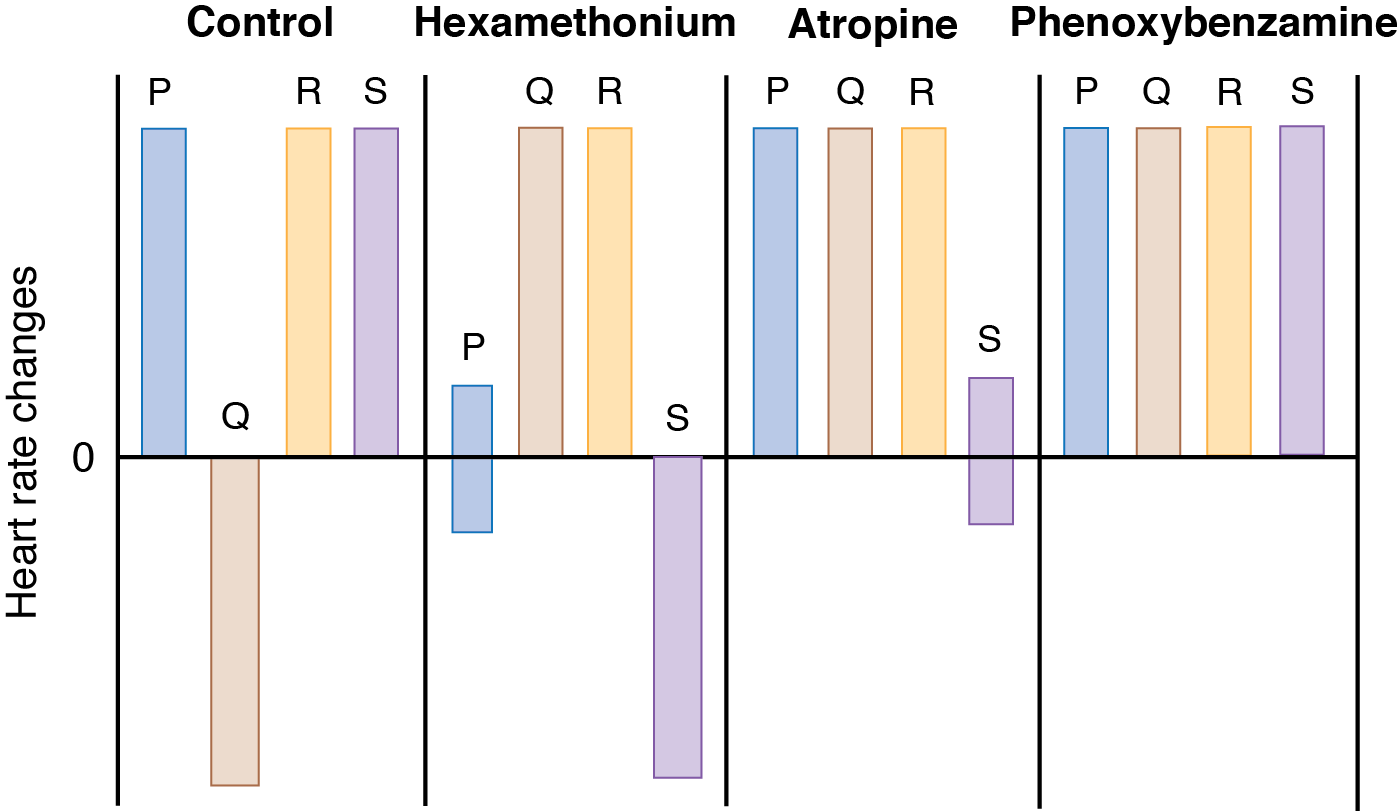 Control Hexamethonium Atropine Phenoxybenzamine
P R S Q R P Q R P Q R S
P S
Q S
0
Heart rate changes